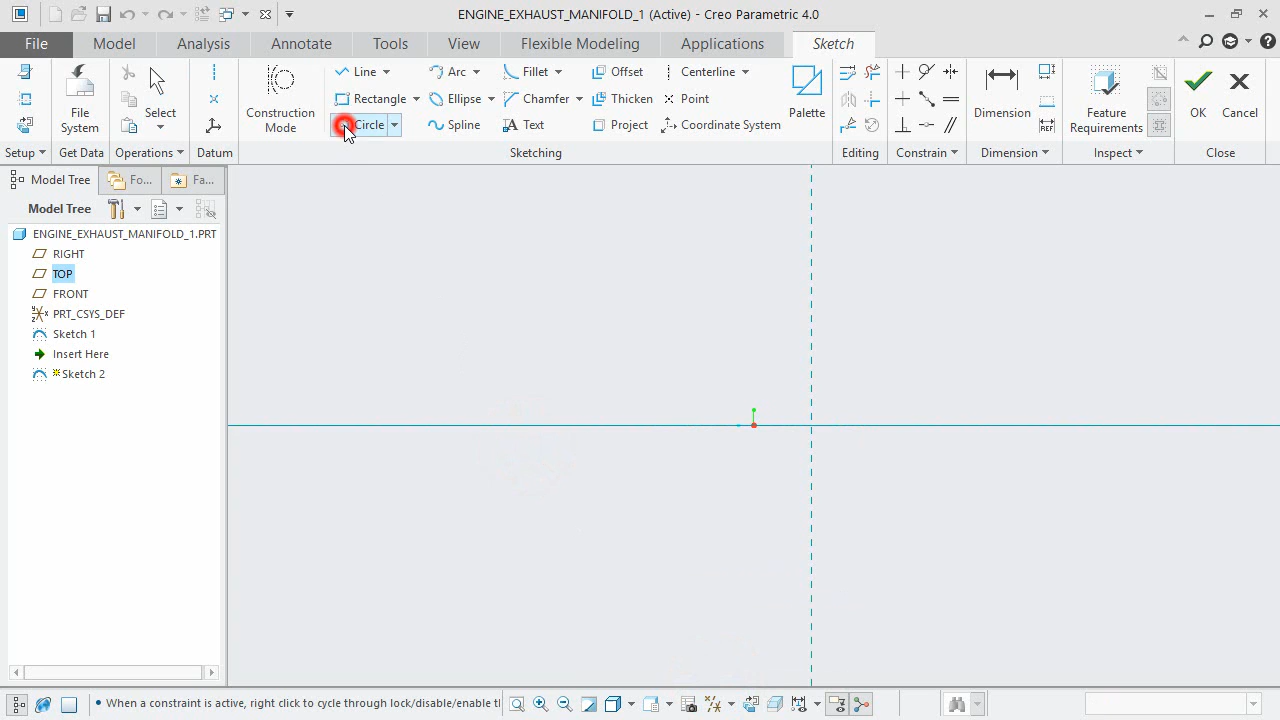 ENGINE_EXHAUST_MANIFOLD_1 (Active) - Creo Parametric 4.0
File Model Analysis Annotate Tools View Flexible Modeling Applications Sketch
Line Arc Fillet Offset Centerline
Rectangle Ellipse Chamfer Thicken Point
Circle Spline Text Project Coordinate System
File System
Select
Construction Mode
Palette
Dimension
Feature Requirements
OK Cancel
Setup Get Data Operations Datum Sketching Editing Constrain Dimension Inspect Close
Model Tree Fo... Fa...
Model Tree
ENGINE_EXHAUST_MANIFOLD_1.PRT
RIGHT
TOP
FRONT
PRT_CSYS_DEF
Sketch 1
Insert Here
Sketch 2
• When a constraint is active, right click to cycle through lock/disable/enable tl